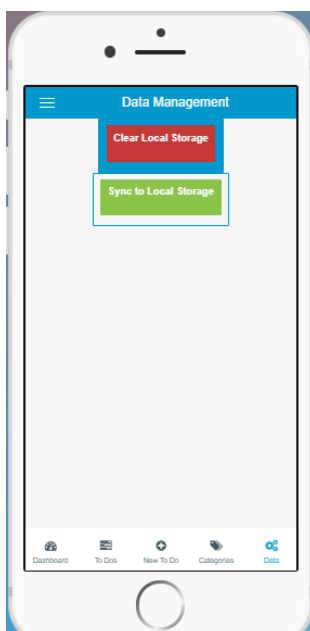 Data Management
Clear Local Storage
Sync to Local Storage
Dashboard To Dos New To Do Categories Data